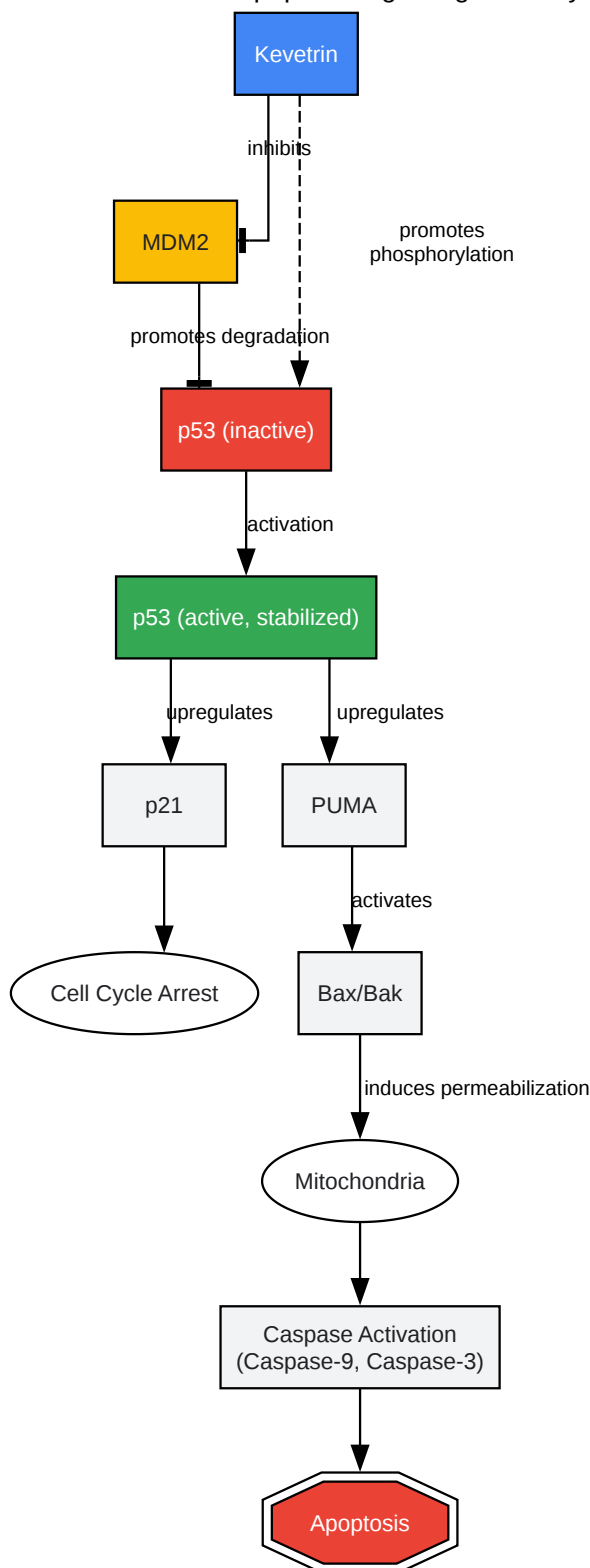 Kevetrin
inhibits
MDM2
promotes
phosphorylation
promotes degradation
p53 (inactive)
activation
p53 (active, stabilized)
upregulates
upregulates
p21
PUMA
activates
Cell Cycle Arrest
Bax/Bak
induces permeabilization
Mitochondria
Caspase Activation
(Caspase-9, Caspase-3)
Apoptosis